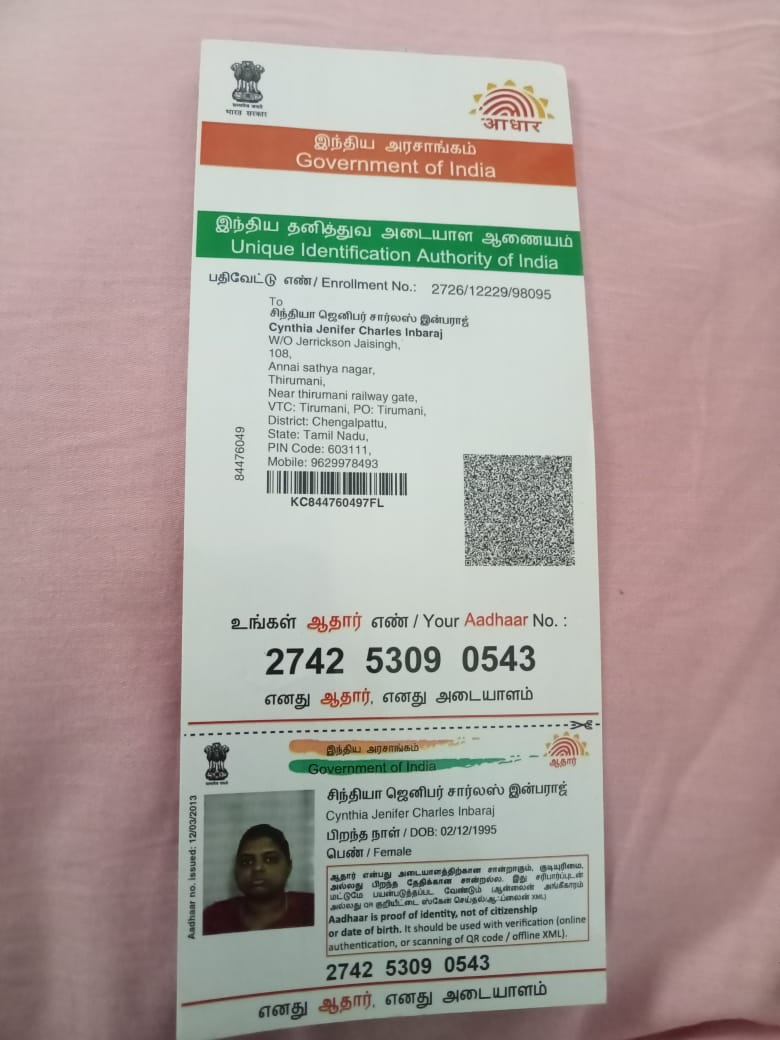 सत्यमेव जयते
भारत सरकार
आधार
இந்திய அரசாங்கம்
Government of India
இந்திய தனித்துவ அடையாள ஆணையம்
Unique Identification Authority of India
பதிவேட்டு எண்/ Enrollment No.: 2726/12229/98095
To
சிந்தியா ஜெனிபர் சார்லஸ் இன்பராஜ்
Cynthia Jenifer Charles Inbaraj
W/O Jerrickson Jaisingh,
108,
Annai sathya nagar,
Thirumani,
Near thirumani railway gate,
VTC: Tirumani, PO: Tirumani,
District: Chengalpattu,
State: Tamil Nadu,
PIN Code: 603111,
Mobile: 9629978493
84476049
KC844760497FL
உங்கள் ஆதார் எண் / Your Aadhaar No. :
2742 5309 0543
எனது ஆதார், எனது அடையாளம்
இந்திய அரசாங்கம்
Government of India
ஆதார்
Aadhaar no. issued: 12/03/2013
சிந்தியா ஜெனிபர் சார்லஸ் இன்பராஜ்
Cynthia Jenifer Charles Inbaraj
பிறந்த நாள் / DOB: 02/12/1995
பெண் / Female
ஆதார் என்பது அடையாளத்திற்கான சான்றாகும், குடியுரிமை,
அல்லது பிறந்த தேதிக்கான சான்றல்ல. இது சரிபார்ப்புடன்
மட்டுமே பயன்படுத்தப்பட வேண்டும் (ஆன்லைன் அங்கீகாரம்
அல்லது QR குறியீட்டை ஸ்கேன் செய்தல்/ஆஃப்லைன் XML)
Aadhaar is proof of identity, not of citizenship
or date of birth. It should be used with verification (online
authentication, or scanning of QR code / offline XML).
2742 5309 0543
எனது ஆதார், எனது அடையாளம்